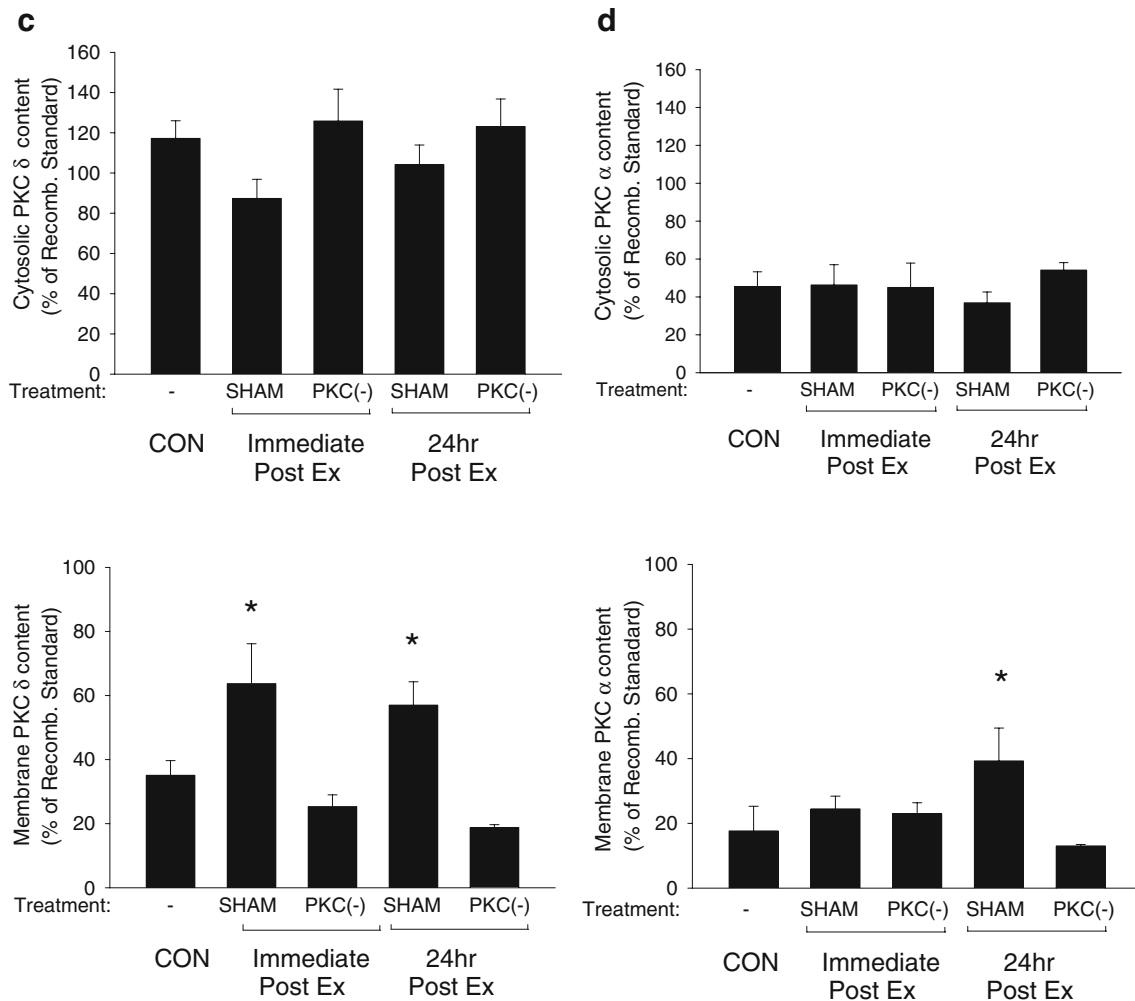 c
Cytosolic PKC δ content
(% of Recomb. Standard)
160
140
120
100
80
60
40
20
0
Treatment: - SHAM PKC(-) SHAM PKC(-)
CON Immediate Post Ex 24hr Post Ex
d
Cytosolic PKC α content
(% of Recomb. Standard)
160
140
120
100
80
60
40
20
0
Treatment: - SHAM PKC(-) SHAM PKC(-)
CON Immediate Post Ex 24hr Post Ex
Membrane PKC δ content
(% of Recomb. Standard)
100
80
60
40
20
0
* *
Treatment: - SHAM PKC(-) SHAM PKC(-)
CON Immediate Post Ex 24hr Post Ex
Membrane PKC α content
(% of Recomb. Stanadard)
100
80
60
40
20
0
*
Treatment: - SHAM PKC(-) SHAM PKC(-)
CON Immediate Post Ex 24hr Post Ex